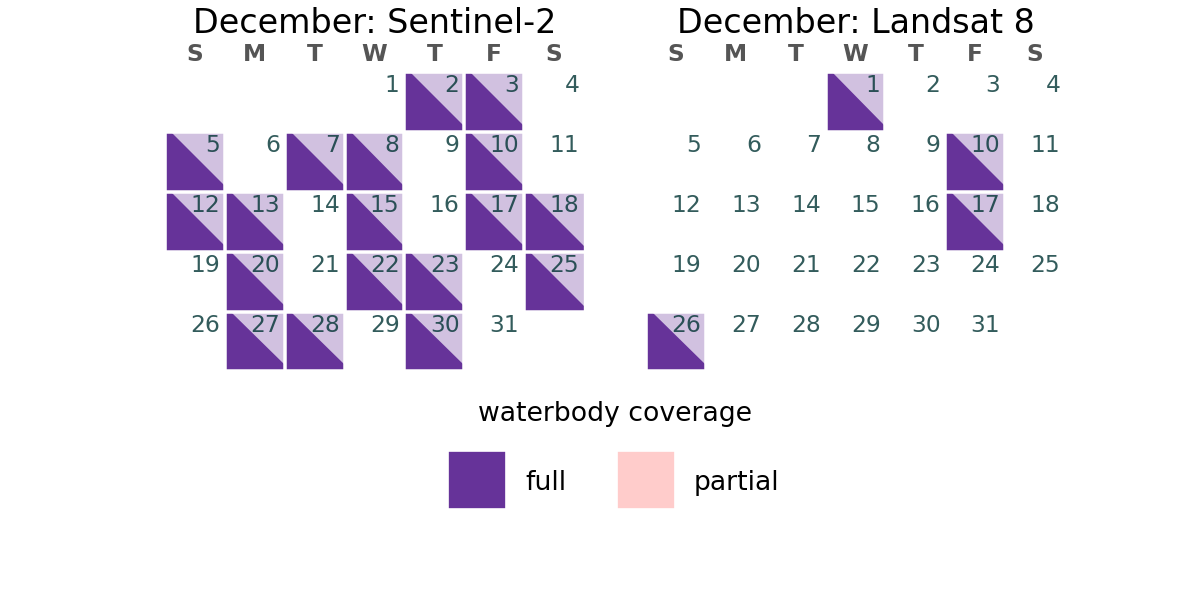 December: Sentinel-2
S M T W T F S
1 2 3 4
5 6 7 8 9 10 11
12 13 14 15 16 17 18
19 20 21 22 23 24 25
26 27 28 29 30 31
December: Landsat 8
S M T W T F S
1 2 3 4
5 6 7 8 9 10 11
12 13 14 15 16 17 18
19 20 21 22 23 24 25
26 27 28 29 30 31
waterbody coverage
full partial